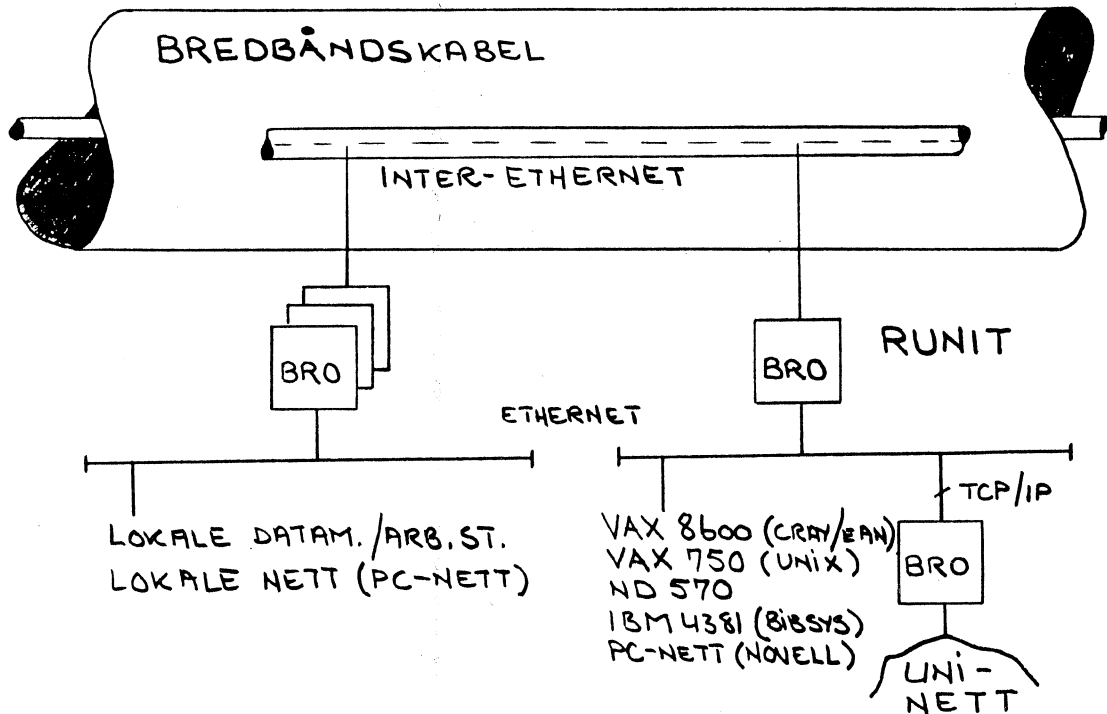 BREDBÅNDSKABEL
INTER-ETHERNET
BRO
BRO
RUNIT
ETHERNET
TCP/IP
LOKALE DATAM./ARB.ST.
LOKALE NETT (PC-NETT)
VAX 8600 (CRAY/EAN)
VAX 750 (UNIX)
ND 570
IBM 4381 (BIBSYS)
PC-NETT (NOVELL)
BRO
UNI-
NETT